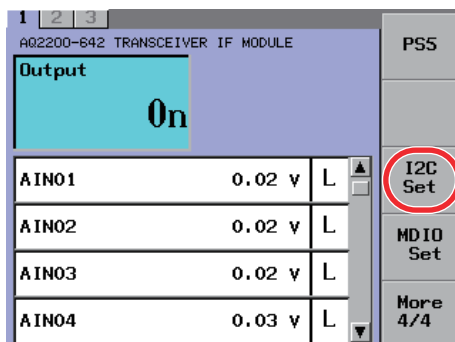 1 2 3
AQ2200-642 TRANSCEIVER IF MODULE
Output
On
AIN01 0.02 V L
AIN02 0.02 V L
AIN03 0.02 V L
AIN04 0.03 V L
PS5
I2C
Set
MDIO
Set
More
4/4